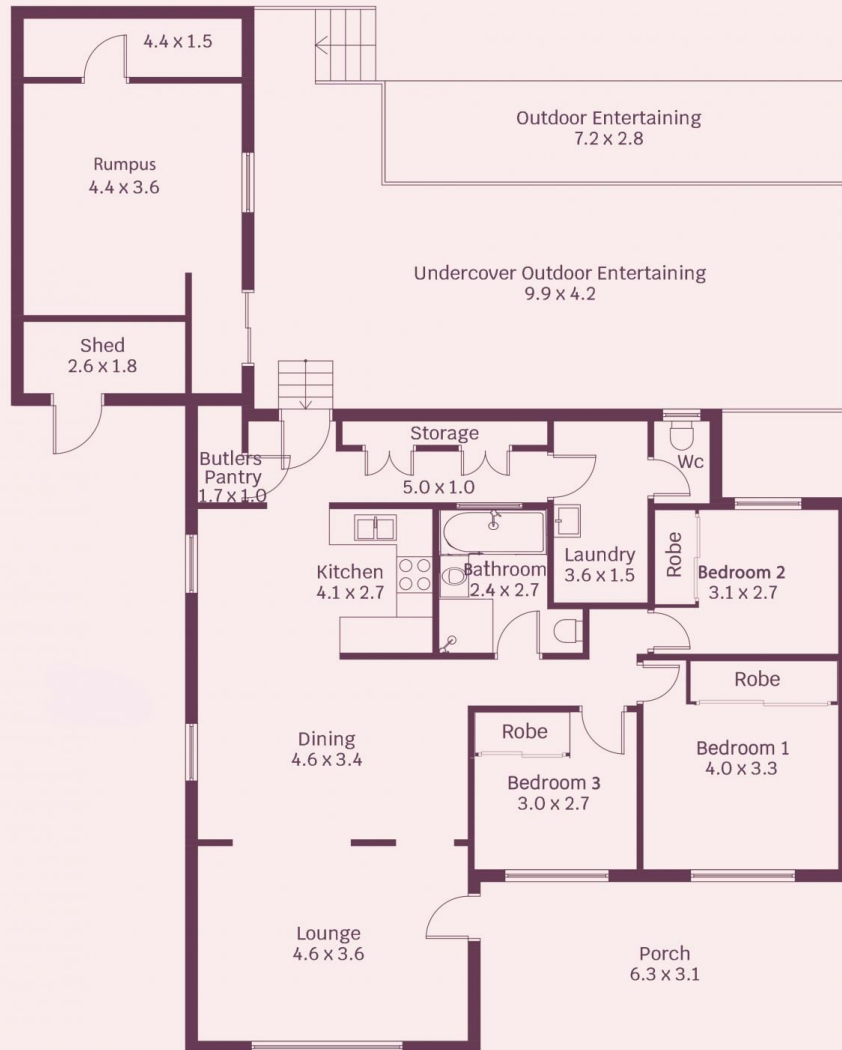 4.4 x 1.5
Outdoor Entertaining
7.2 x 2.8
Rumpus
4.4 x 3.6
Undercover Outdoor Entertaining
9.9 x 4.2
Shed
2.6 x 1.8
Storage
5.0 x 1.0
Butlers
Pantry
1.7 x 1.0
Wc
Kitchen
4.1 x 2.7
Bathroom
2.4 x 2.7
Laundry
3.6 x 1.5
Robe
Bedroom 2
3.1 x 2.7
Robe
Bedroom 1
4.0 x 3.3
Dining
4.6 x 3.4
Robe
Bedroom 3
3.0 x 2.7
Lounge
4.6 x 3.6
Porch
6.3 x 3.1